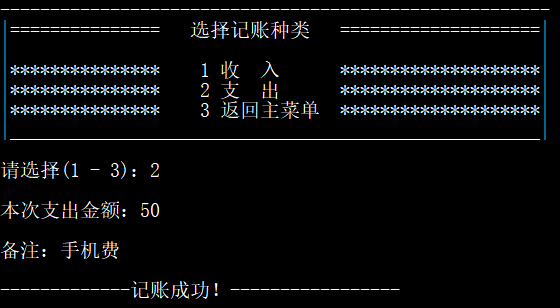 -------------------------------------------------------
|===============   选择记账种类   ====================|
|***************    1 收  入      ********************|
|***************    2 支  出      ********************|
|***************    3 返回主菜单  ********************|
|_____________________________________________________|
请选择(1 - 3): 2
本次支出金额: 50
备注: 手机费
-------------记账成功!-----------------